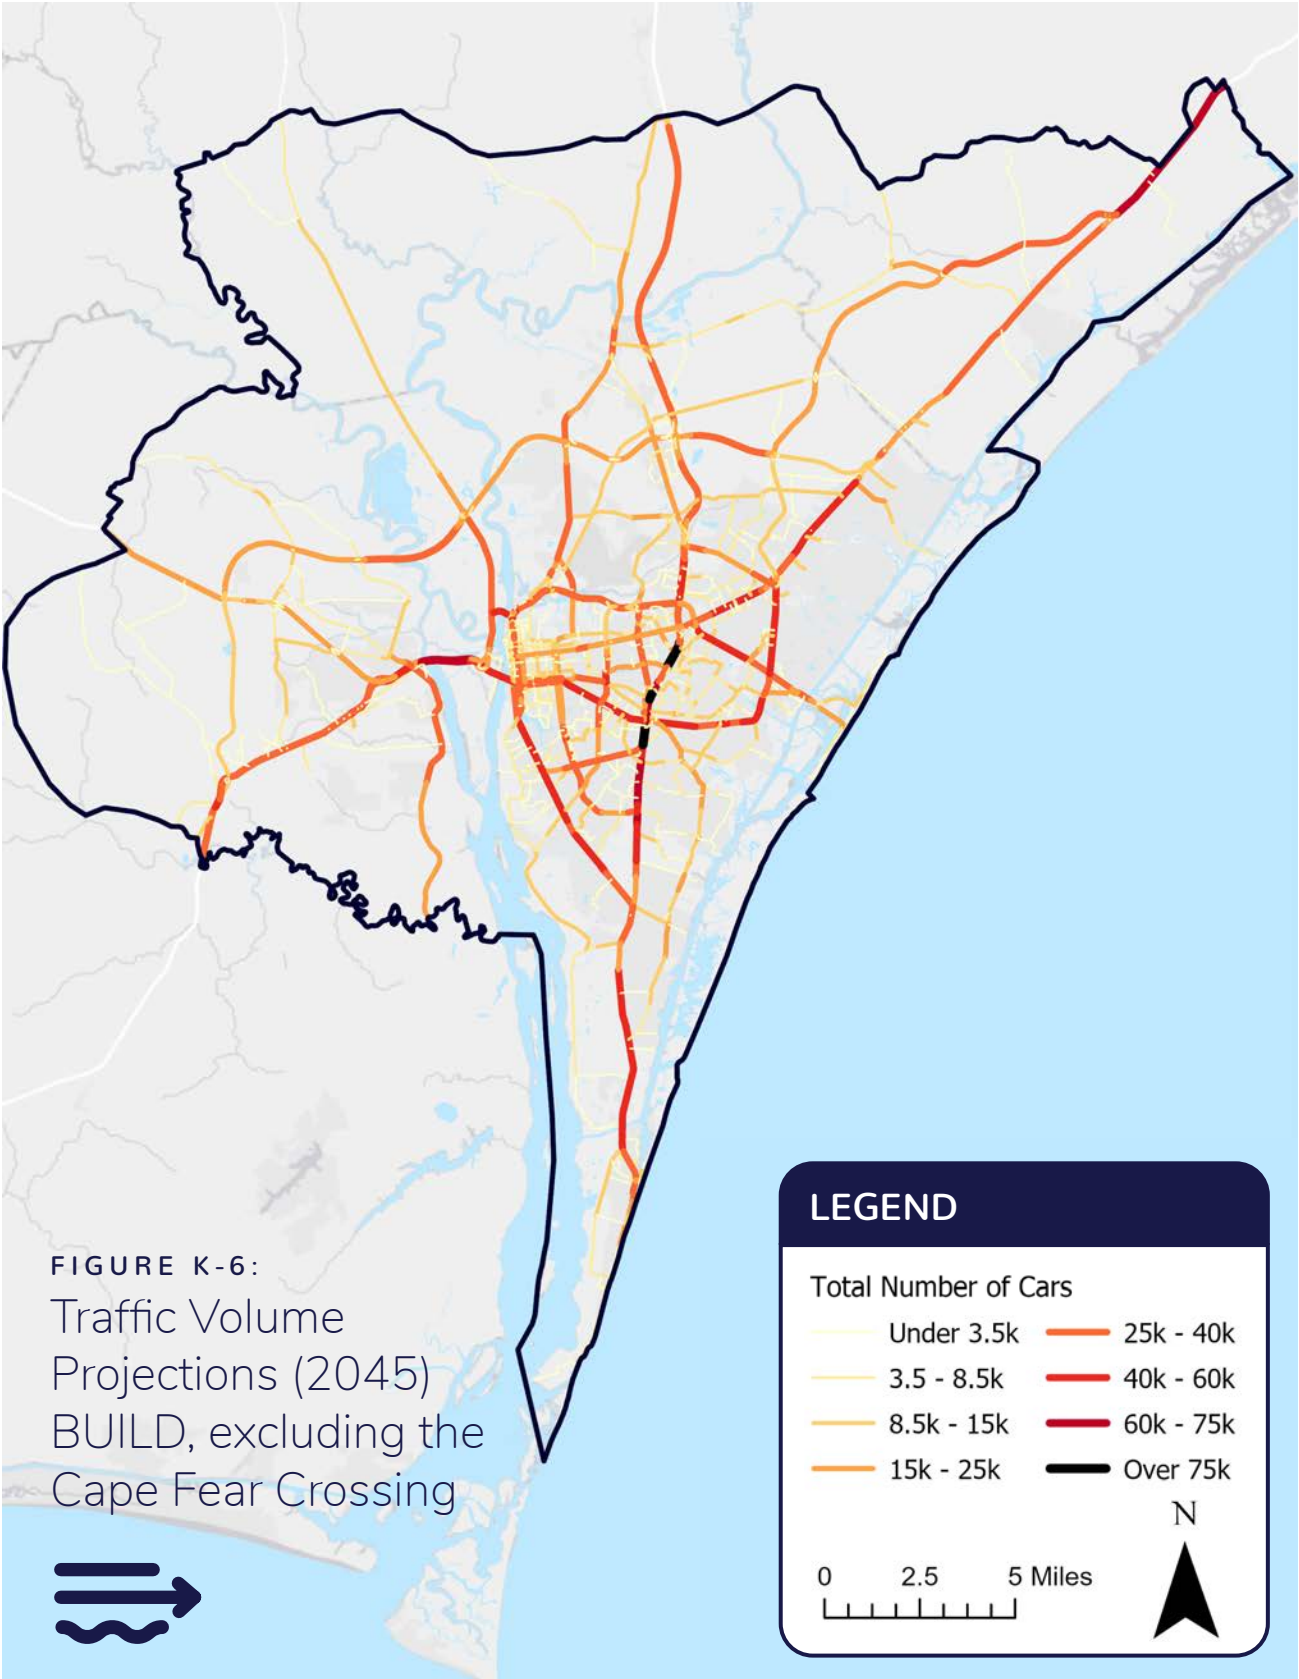 FIGURE K-6:
Traffic Volume
Projections (2045)
BUILD, excluding the
Cape Fear Crossing
LEGEND
Total Number of Cars
Under 3.5k
3.5 - 8.5k
8.5k - 15k
15k - 25k
25k - 40k
40k - 60k
60k - 75k
Over 75k
N
0 2.5 5 Miles